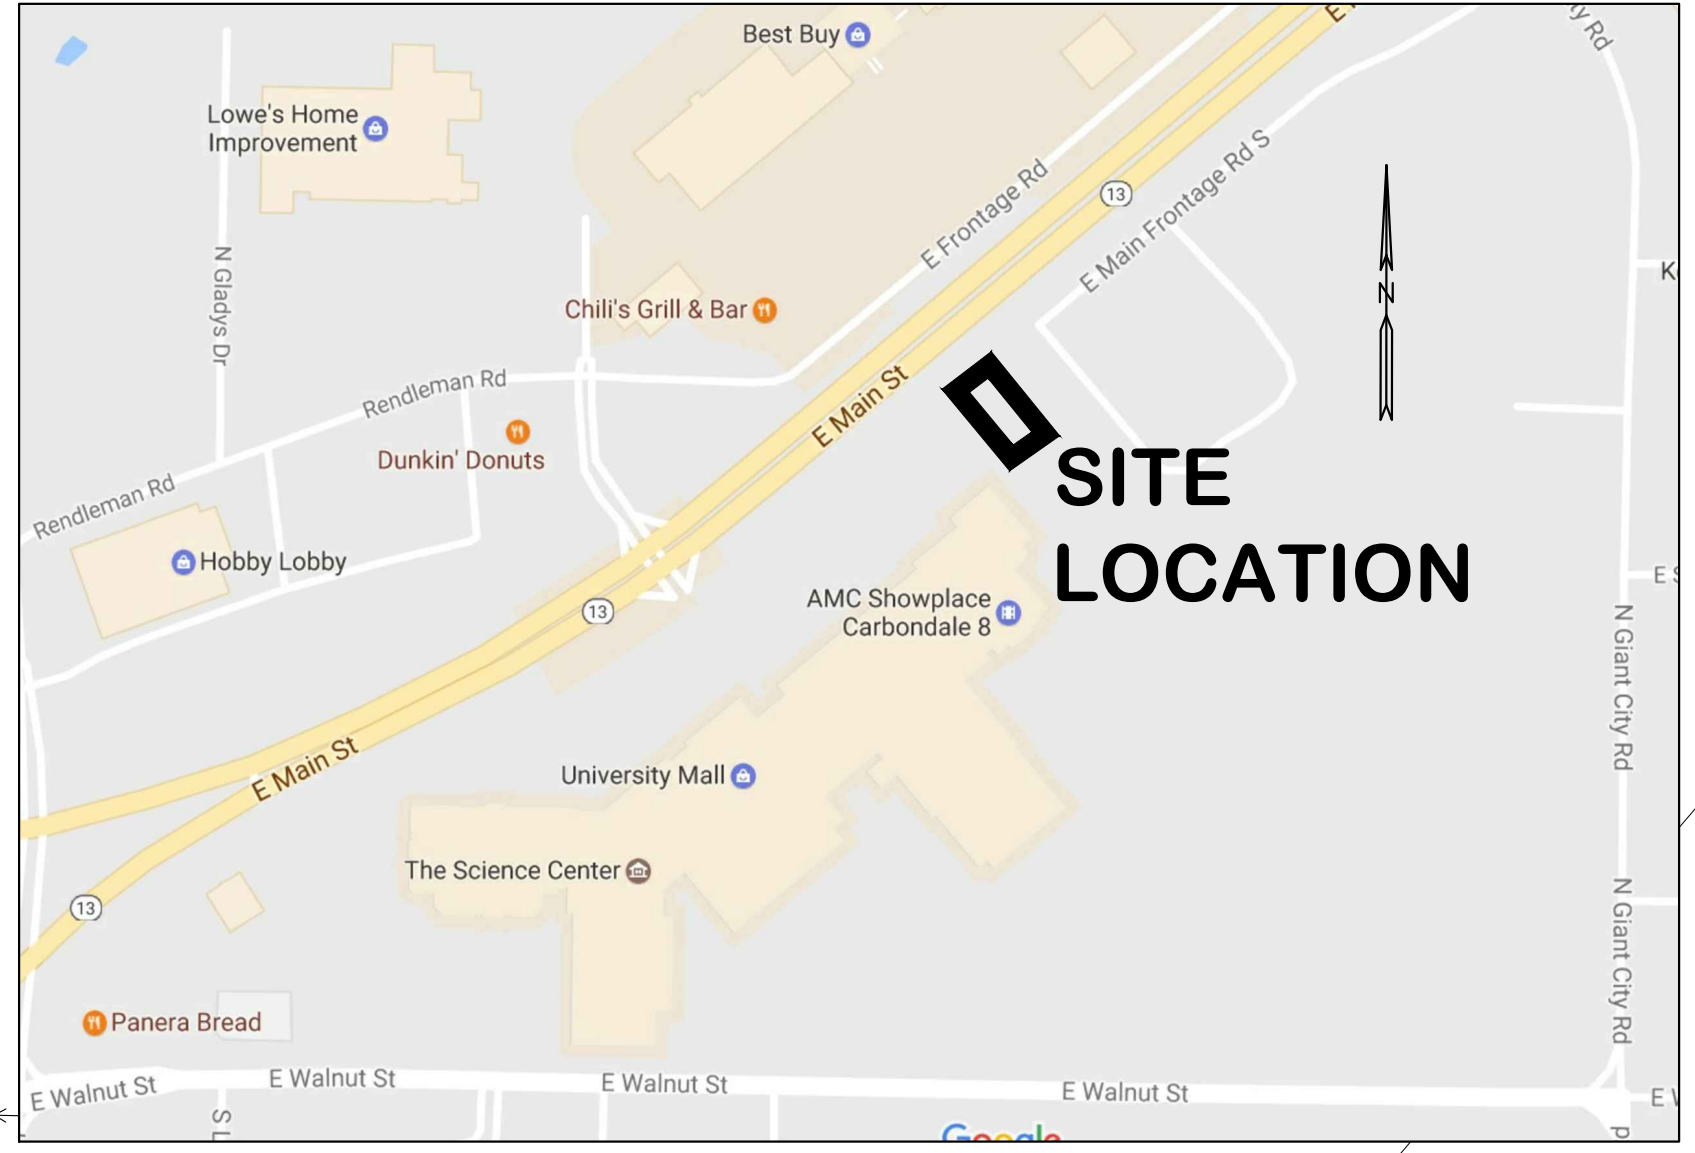 Best Buy
E
ty Rd
Lowe's Home
Improvement
E Frontage Rd
13
E Main Frontage Rd S
N Gladys Dr
N
K
Chili's Grill & Bar
Rendleman Rd
E Main St
Dunkin' Donuts
SITE
LOCATION
Rendleman Rd
Hobby Lobby
13
AMC Showplace
Carbondale 8
E S
N Giant City Rd
E Main St
University Mall
The Science Center
13
N Giant City Rd
Panera Bread
E Walnut St
E Walnut St
E Walnut St
E Walnut St
E
S L
Google